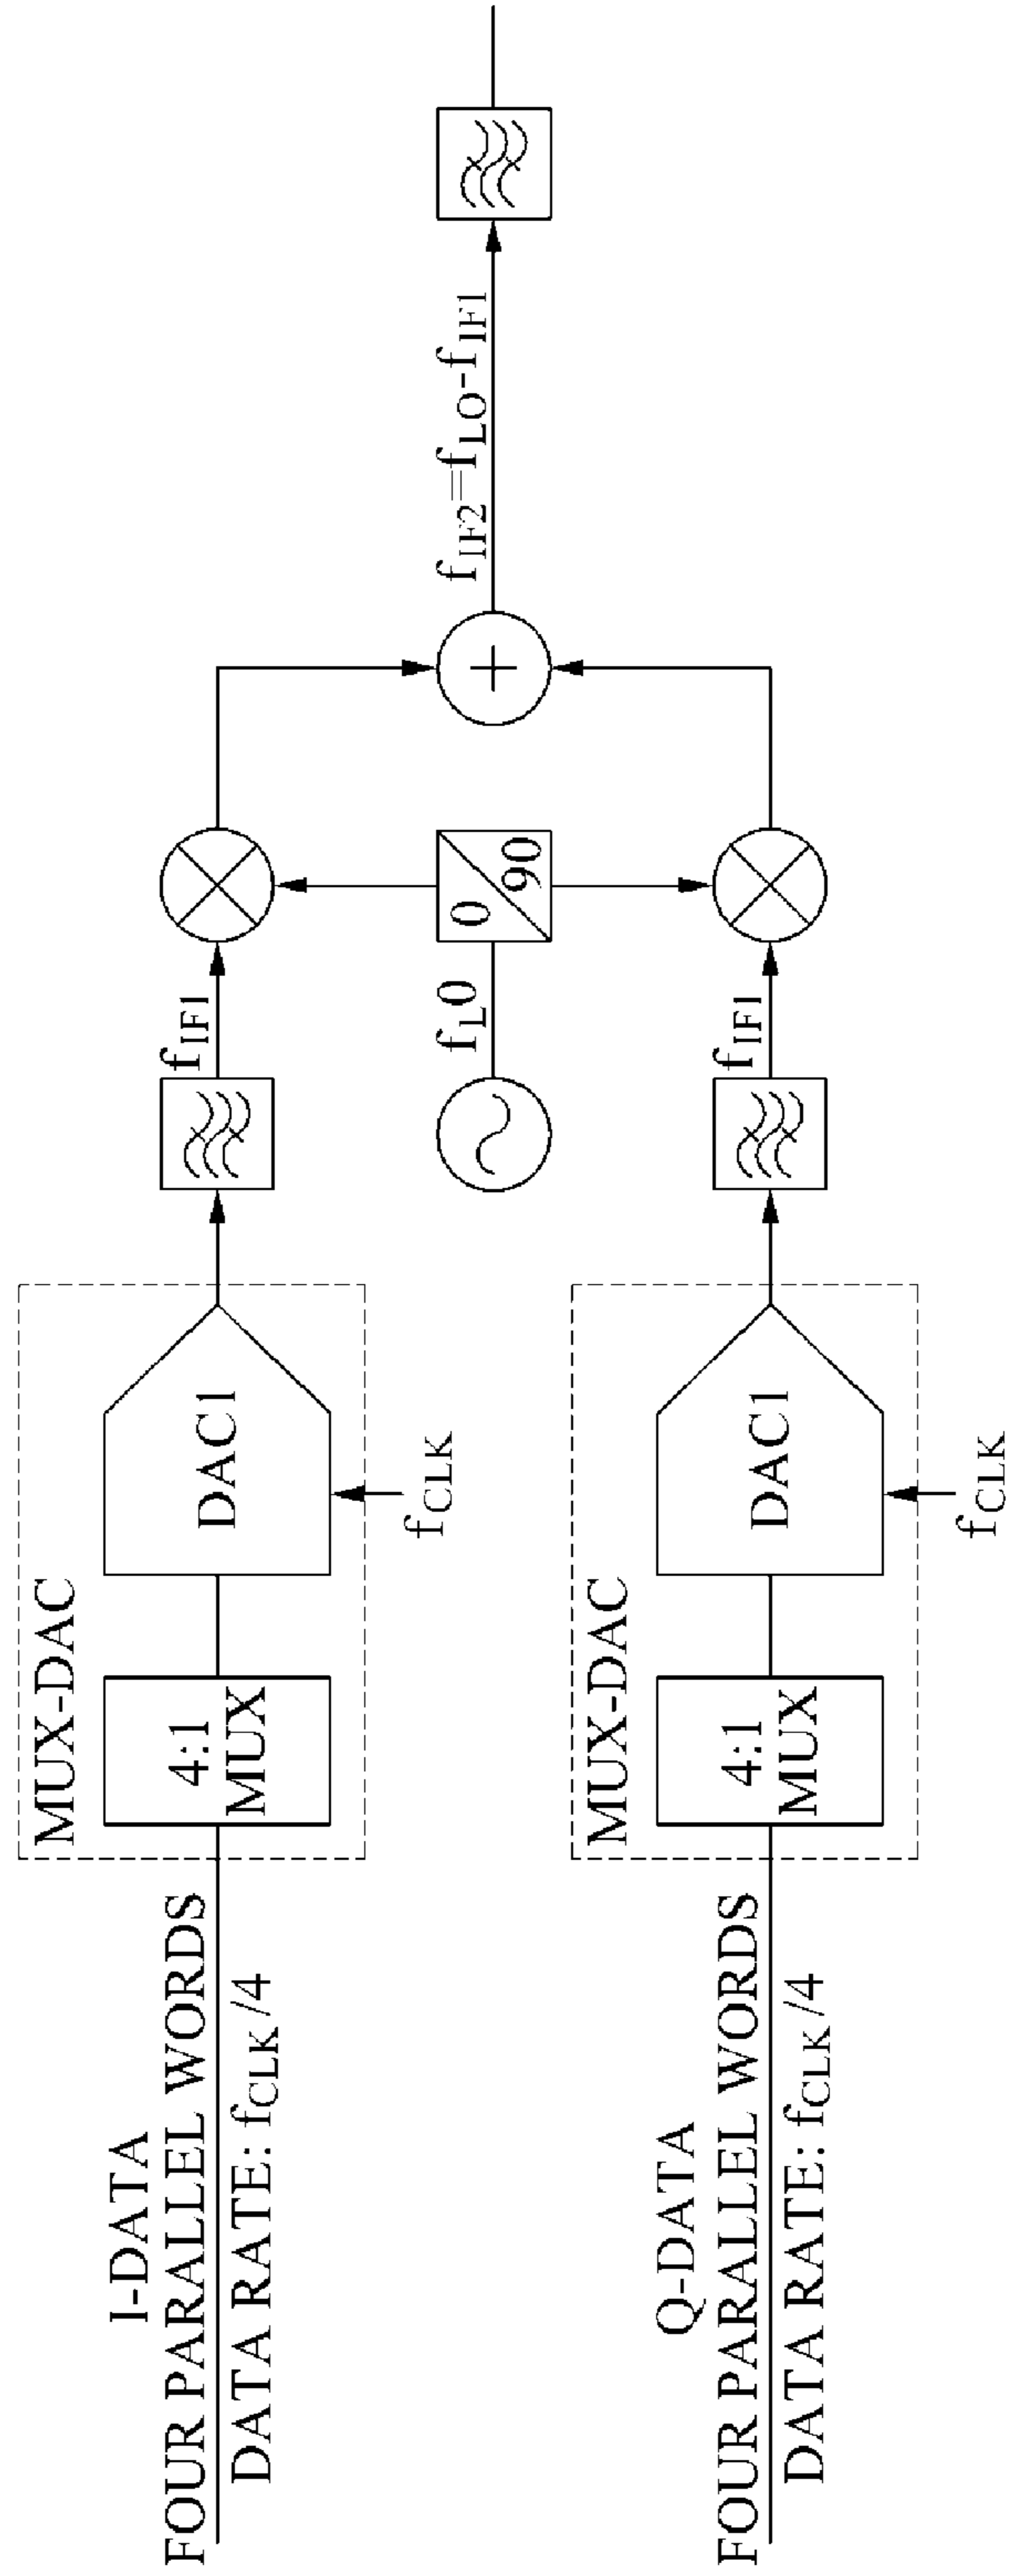 I-DATA
FOUR PARALLEL WORDS
DATA RATE: fCLK/4
MUX-DAC
4:1
MUX
DAC1
fCLK
fIF1
fL0
0
90
fIF2=fLO-fIF1
Q-DATA
FOUR PARALLEL WORDS
DATA RATE: fCLK/4
MUX-DAC
4:1
MUX
DAC1
fCLK
fIF1